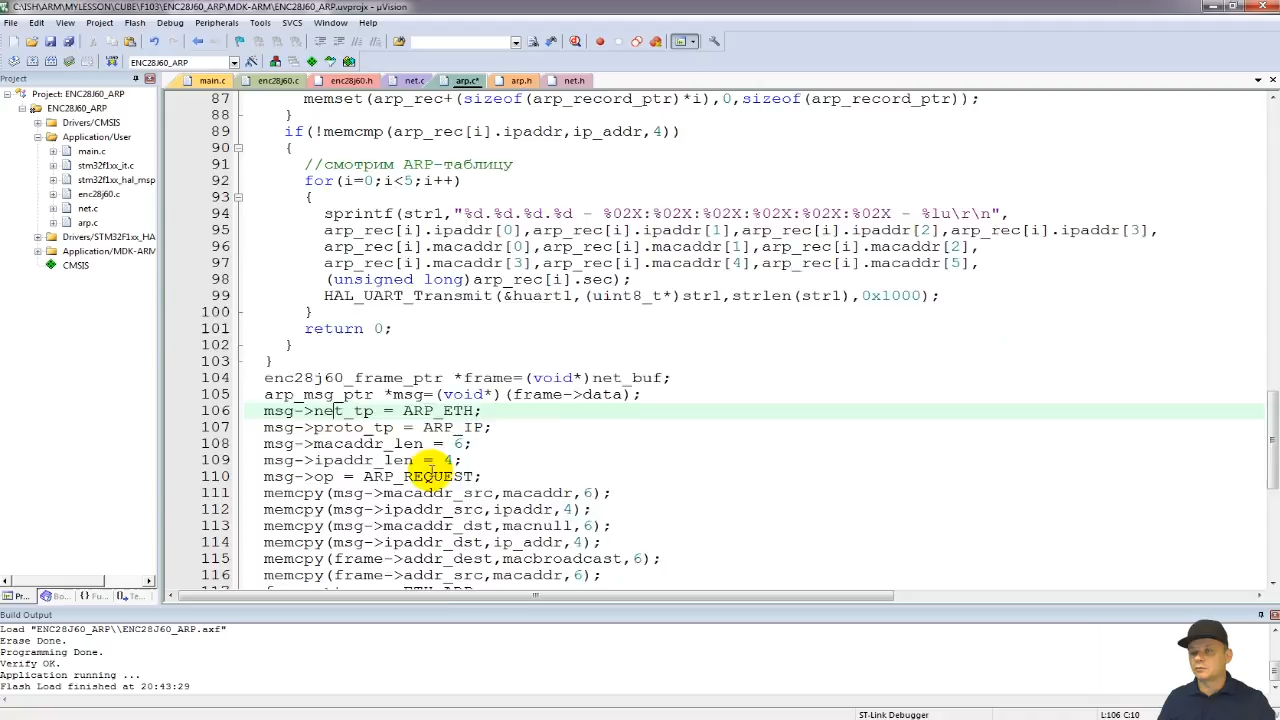 C:\ISH\ARM\MYLESSON\CUBE\F103\ENC28J60_ARP\MDK-ARM\ENC28J60_ARP.uvprojx - µVision
File Edit View Project Flash Debug Peripherals Tools SVCS Window Help
ENC28J60_ARP
Project
main.c enc28j60.c enc28j60.h net.c arp.c* arp.h net.h
Project: ENC28J60_ARP
ENC28J60_ARP
Drivers/CMSIS
Application/User
main.c
stm32f1xx_it.c
stm32f1xx_hal_msp
enc28j60.c
net.c
arp.c
Drivers/STM32F1xx_HA
Application/MDK-ARM
CMSIS
87 memset(arp_rec+(sizeof(arp_record_ptr)*i),0,sizeof(arp_record_ptr));
88 }
89 if(!memcmp(arp_rec[i].ipaddr,ip_addr,4))
90 {
91 //смотрим ARP-таблицу
92 for(i=0;i<5;i++)
93 {
94 sprintf(str1,"%d.%d.%d.%d - %02X:%02X:%02X:%02X:%02X:%02X - %lu\r\n",
95 arp_rec[i].ipaddr[0],arp_rec[i].ipaddr[1],arp_rec[i].ipaddr[2],arp_rec[i].ipaddr[3],
96 arp_rec[i].macaddr[0],arp_rec[i].macaddr[1],arp_rec[i].macaddr[2],
97 arp_rec[i].macaddr[3],arp_rec[i].macaddr[4],arp_rec[i].macaddr[5],
98 (unsigned long)arp_rec[i].sec);
99 HAL_UART_Transmit(&huart1,(uint8_t*)str1,strlen(str1),0x1000);
100 }
101 return 0;
102 }
103 }
104 enc28j60_frame_ptr *frame=(void*)net_buf;
105 arp_msg_ptr *msg=(void*)(frame->data);
106 msg->net_tp = ARP_ETH;
107 msg->proto_tp = ARP_IP;
108 msg->macaddr_len = 6;
109 msg->ipaddr_len = 4;
110 msg->op = ARP_REQUEST;
111 memcpy(msg->macaddr_src,macaddr,6);
112 memcpy(msg->ipaddr_src,ipaddr,4);
113 memcpy(msg->macaddr_dst,macnull,6);
114 memcpy(msg->ipaddr_dst,ip_addr,4);
115 memcpy(frame->addr_dest,macbroadcast,6);
116 memcpy(frame->addr_src,macaddr,6);
Pr... Bo... {} Fu... Te...
Build Output
Load "ENC28J60_ARP\\ENC28J60_ARP.axf"
Erase Done.
Programming Done.
Verify OK.
Application running ...
Flash Load finished at 20:43:29
ST-Link Debugger
L:106 C:10